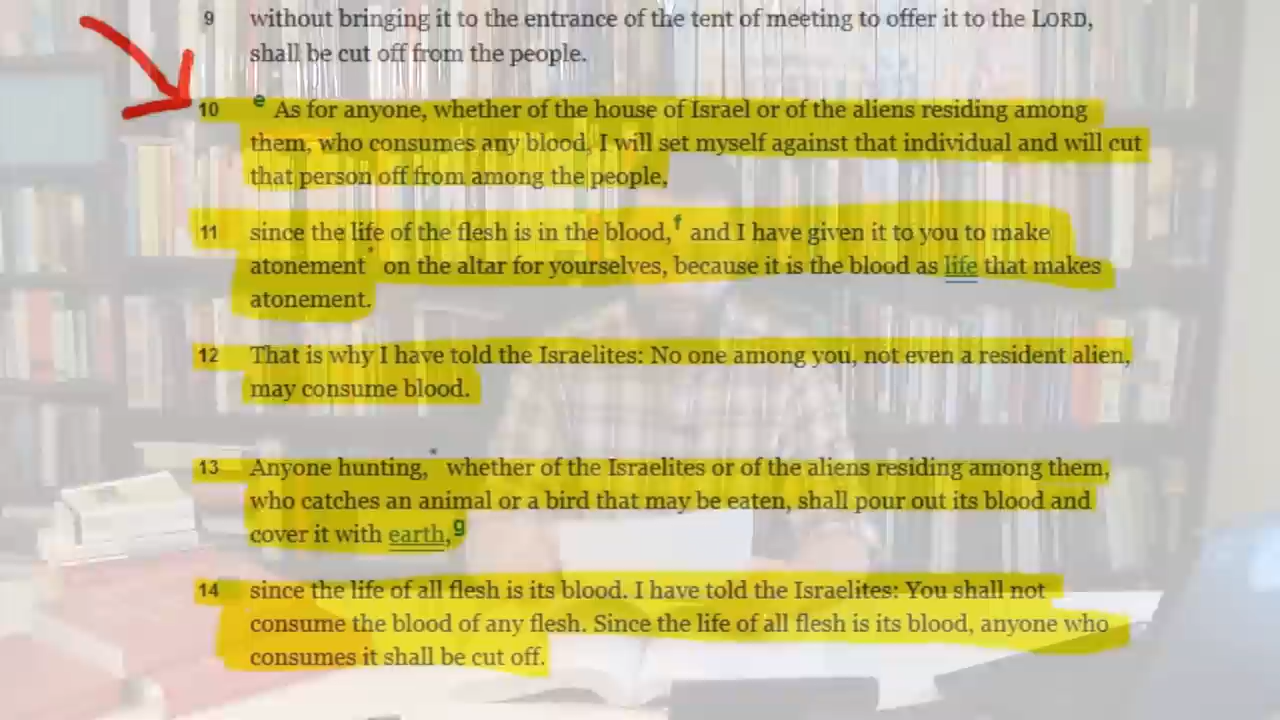 9 without bringing it to the entrance of the tent of meeting to offer it to the LORD,
shall be cut off from the people.
10 e As for anyone, whether of the house of Israel or of the aliens residing among
them, who consumes any blood, I will set myself against that individual and will cut
that person off from among the people,
11 since the life of the flesh is in the blood,f and I have given it to you to make
atonement* on the altar for yourselves, because it is the blood as life that makes
atonement.
12 That is why I have told the Israelites: No one among you, not even a resident alien,
may consume blood.
13 Anyone hunting,* whether of the Israelites or of the aliens residing among them,
who catches an animal or a bird that may be eaten, shall pour out its blood and
cover it with earth,g
14 since the life of all flesh is its blood. I have told the Israelites: You shall not
consume the blood of any flesh. Since the life of all flesh is its blood, anyone who
consumes it shall be cut off.